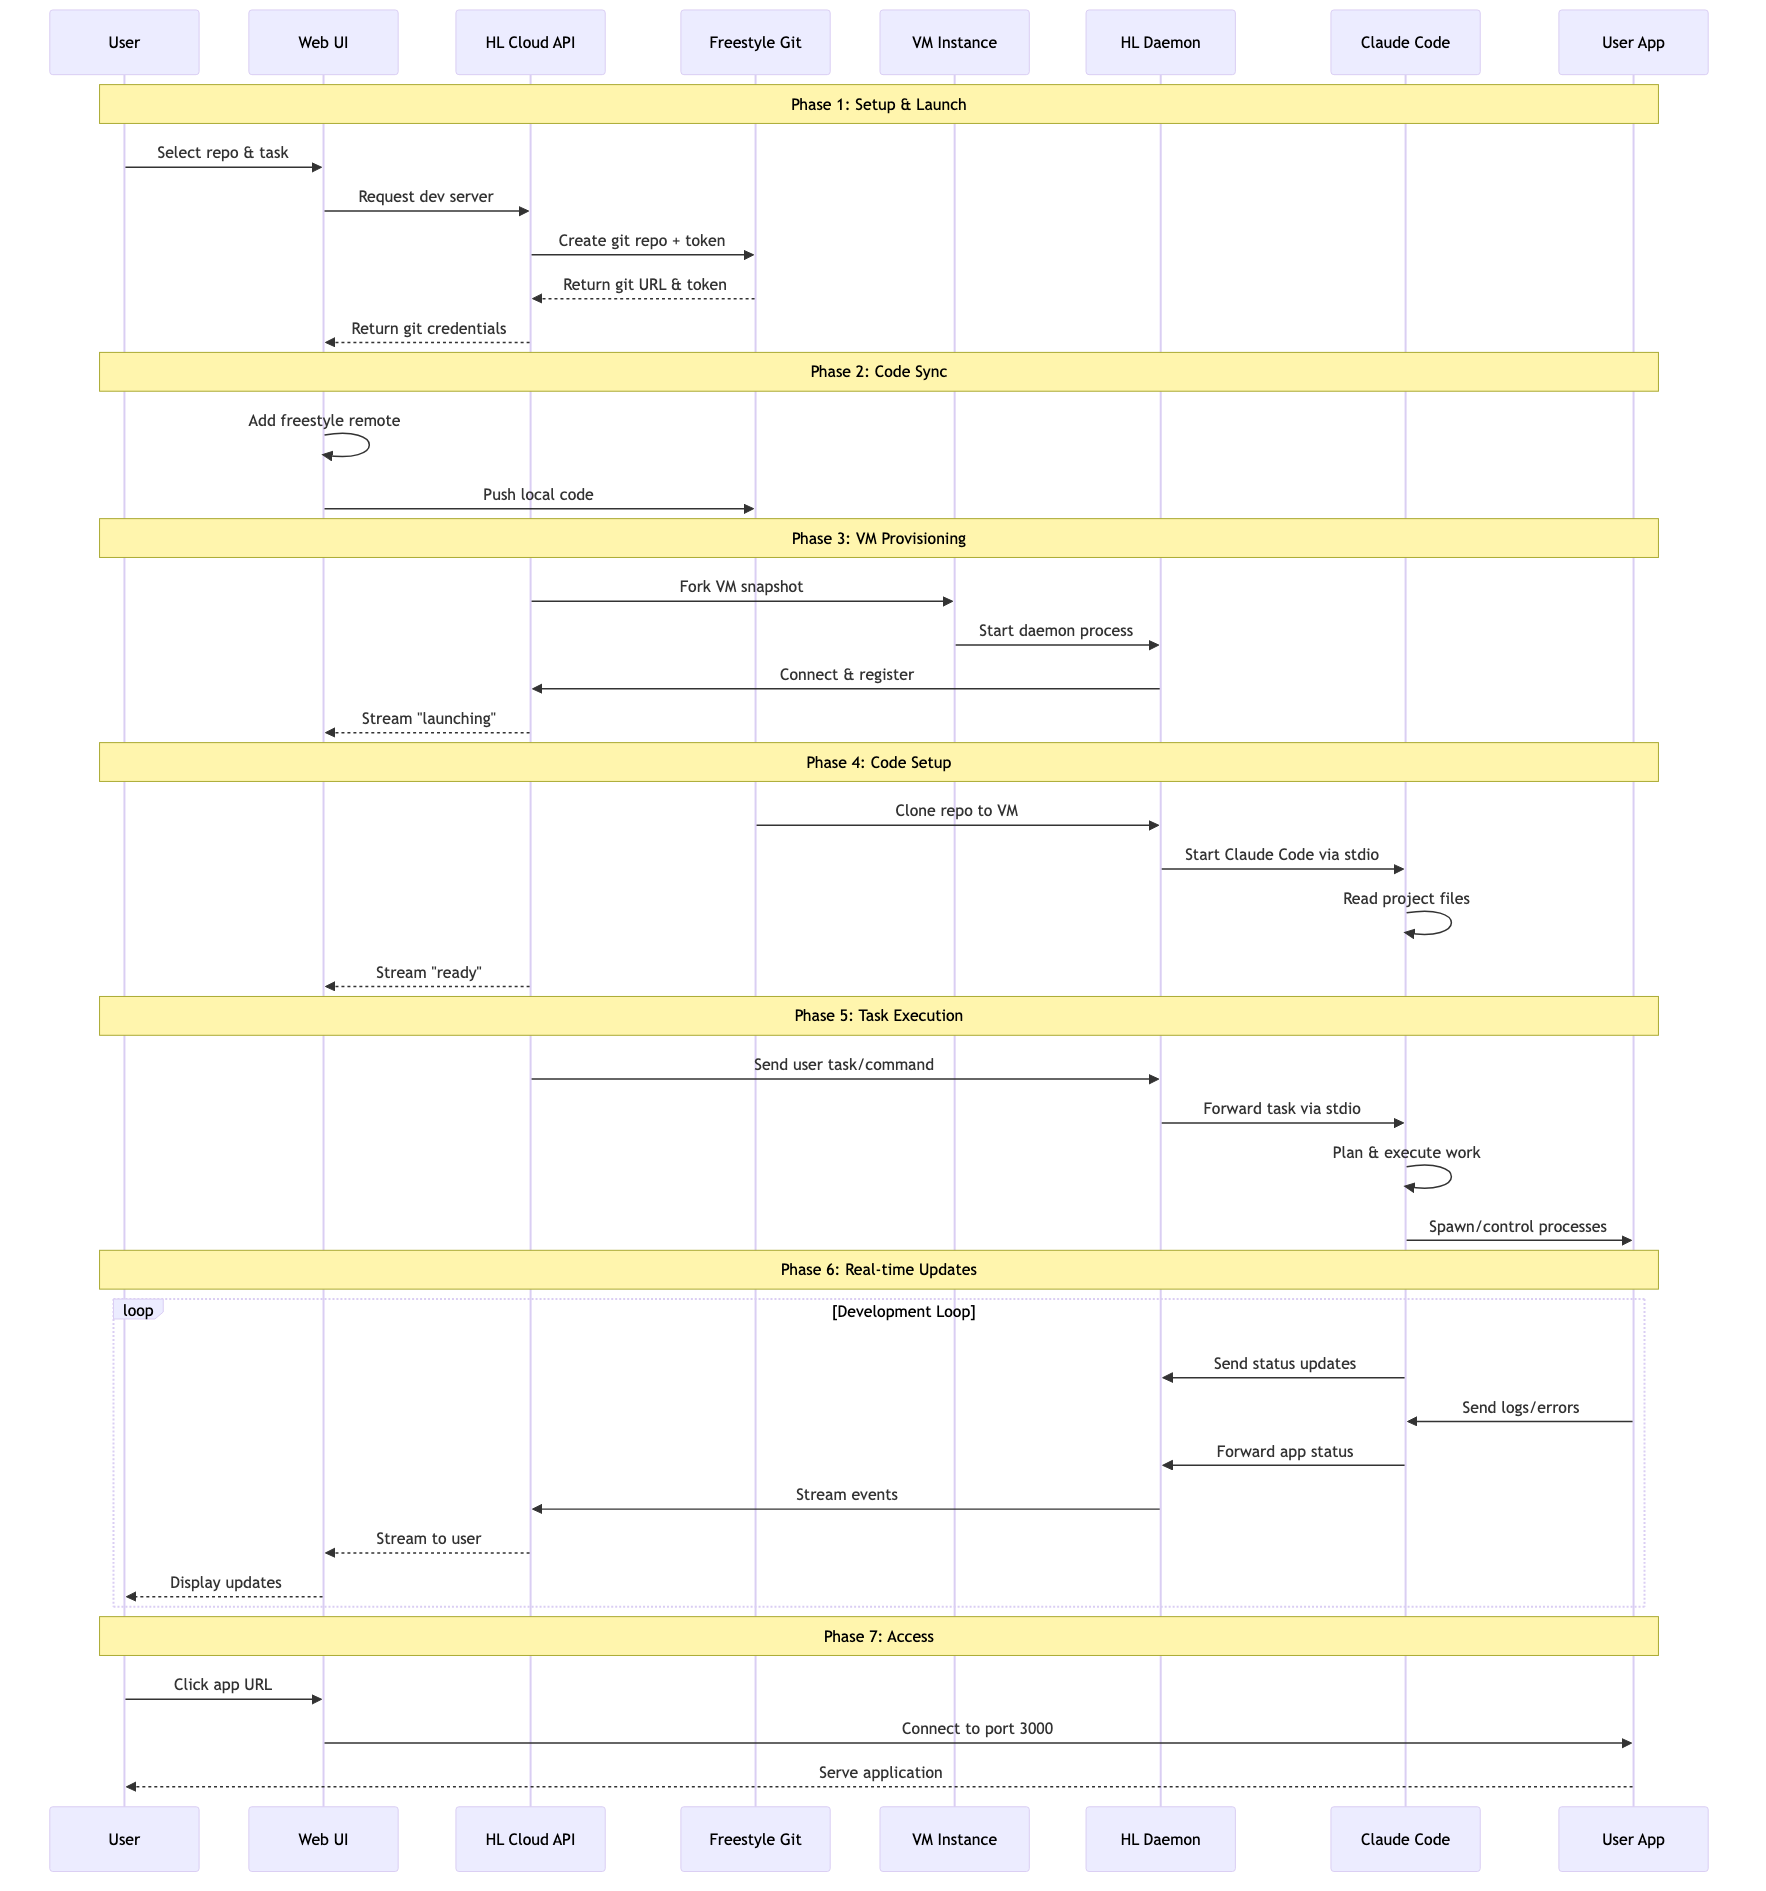 User
Web UI
HL Cloud API
Freestyle Git
VM Instance
HL Daemon
Claude Code
User App
Phase 1: Setup & Launch
Select repo & task
Request dev server
Create git repo + token
Return git URL & token
Return git credentials
Phase 2: Code Sync
Add freestyle remote
Push local code
Phase 3: VM Provisioning
Fork VM snapshot
Start daemon process
Connect & register
Stream "launching"
Phase 4: Code Setup
Clone repo to VM
Start Claude Code via stdio
Read project files
Stream "ready"
Phase 5: Task Execution
Send user task/command
Forward task via stdio
Plan & execute work
Spawn/control processes
Phase 6: Real-time Updates
loop
[Development Loop]
Send status updates
Send logs/errors
Forward app status
Stream events
Stream to user
Display updates
Phase 7: Access
Click app URL
Connect to port 3000
Serve application
User
Web UI
HL Cloud API
Freestyle Git
VM Instance
HL Daemon
Claude Code
User App